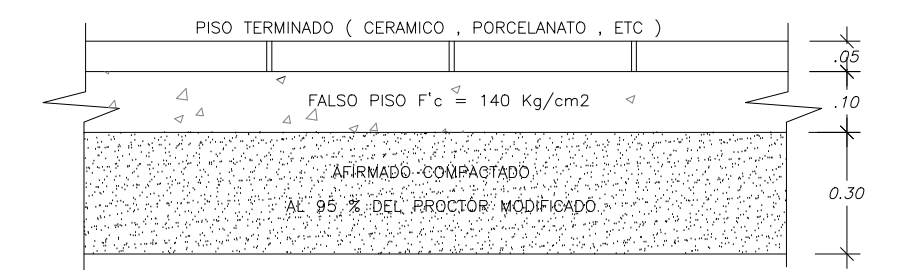 PISO TERMINADO ( CERAMICO , PORCELANATO , ETC )
.05
FALSO PISO F'c = 140 Kg/cm2
.10
AFIRMADO COMPACTADO
AL 95 % DEL PROCTOR MODIFICADO
0.30